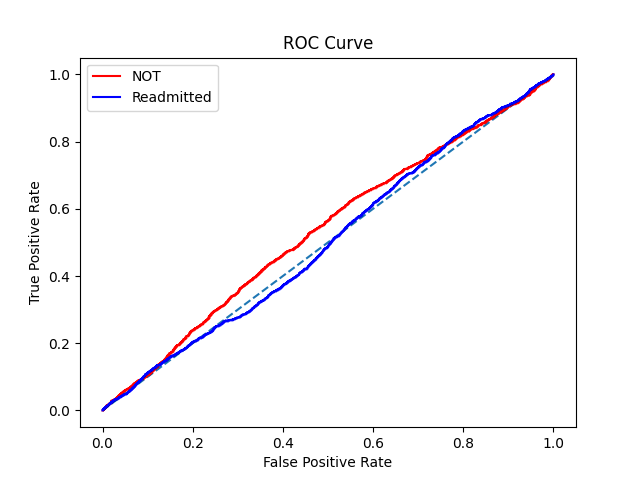 ROC Curve
NOT
Readmitted
1.0
0.8
0.6
0.4
0.2
0.0
True Positive Rate
0.0 0.2 0.4 0.6 0.8 1.0
False Positive Rate